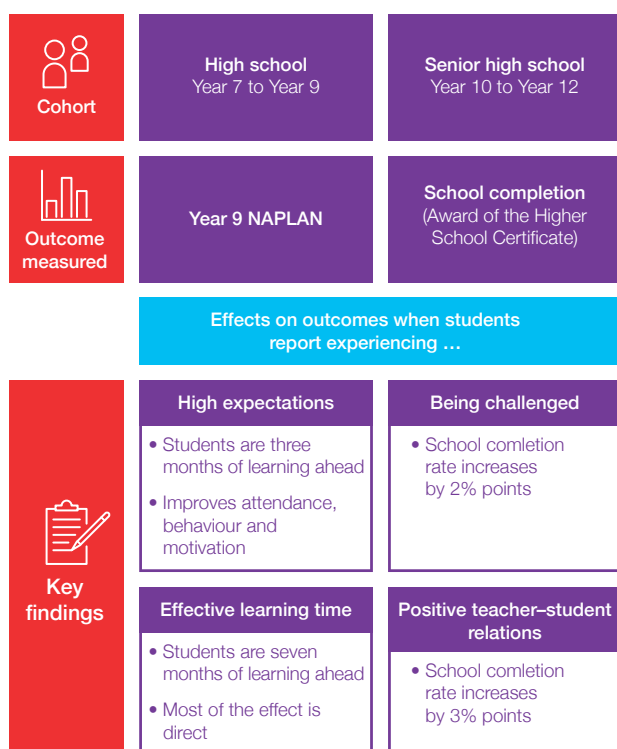 Cohort
High school
Year 7 to Year 9
Senior high school
Year 10 to Year 12
Outcome
measured
Year 9 NAPLAN
School completion
(Award of the Higher
School Certificate)
Effects on outcomes when students
report experiencing ...
Key
findings
High expectations
• Students are three
months of learning ahead
• Improves attendance,
behaviour and
motivation
Being challenged
• School comletion
rate increases
by 2% points
Effective learning time
• Students are seven
months of learning ahead
• Most of the effect is
direct
Positive teacher–student
relations
• School comletion
rate increases
by 3% points